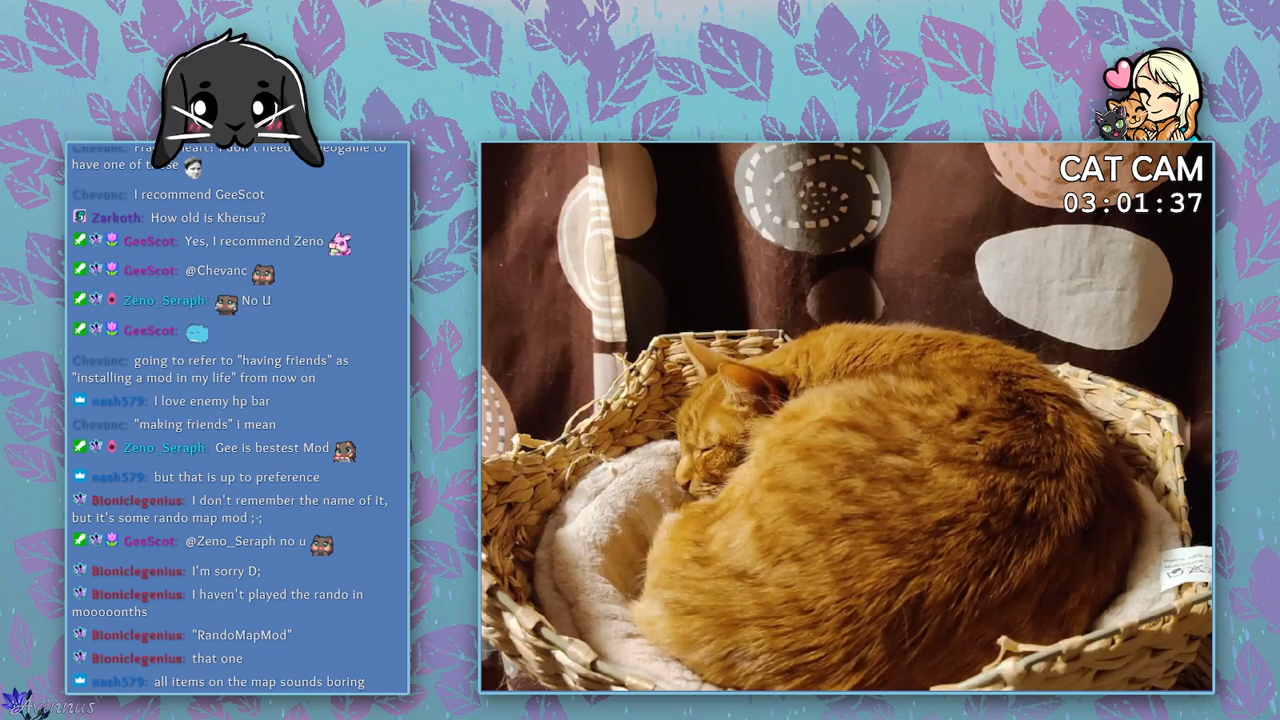 have one of
Chevanc: I recommend GeeScot
Zarkoth: How old is Khensu?
GeeScot: Yes, I recommend Zeno
GeeScot: @Chevanc
Zeno_Seraph: No U
GeeScot:
Chevanc: going to refer to "having friends" as
"installing a mod in my life" from now on
nash579: I love enemy hp bar
Chevanc: "making friends" i mean
Zeno_Seraph: Gee is bestest Mod
nash579: but that is up to preference
Bioniclegenius: I don't remember the name of it,
but it's some rando map mod ;-;
GeeScot: @Zeno_Seraph no u
Bioniclegenius: I'm sorry D;
Bioniclegenius: I haven't played the rando in
mooooonths
Bioniclegenius: "RandoMapMod"
Bioniclegenius: that one
nash579: all items on the map sounds boring
Avinnus
CAT CAM
03:01:37